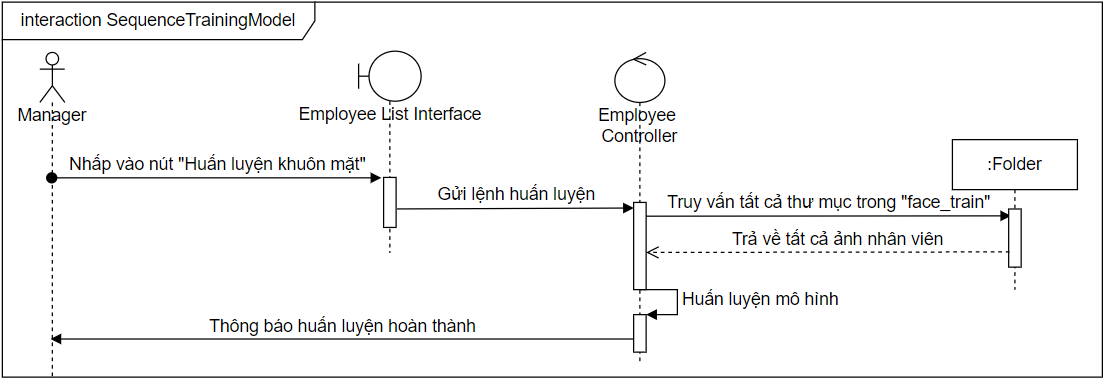 interaction SequenceTrainingModel
Manager
Employee List Interface
Employee
Controller
:Folder
Nhấp vào nút "Huấn luyện khuôn mặt"
Gửi lệnh huấn luyện
Truy vấn tất cả thư mục trong "face_train"
Trả về tất cả ảnh nhân viên
Huấn luyện mô hình
Thông báo huấn luyện hoàn thành